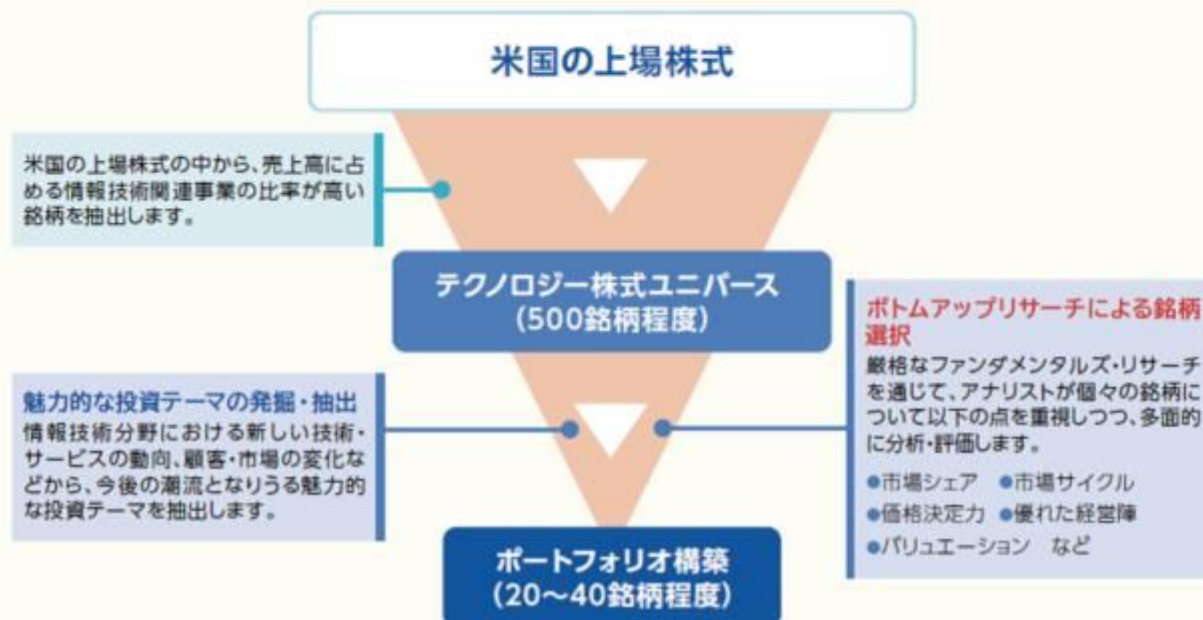 米国の上場株式
米国の上場株式の中から、売上高に占
める情報技術関連事業の比率が高い
銘柄を抽出します。
テクノロジー株式ユニバース
(500銘柄程度)
魅力的な投資テーマの発掘・抽出
情報技術分野における新しい技術・
サービスの動向、顧客・市場の変化な
どから、今後の潮流となりうる魅力的
な投資テーマを抽出します。
ボトムアップリサーチによる銘柄
選択
厳格なファンダメンタルズ・リサーチ
を通じて、アナリストが個々の銘柄に
ついて以下の点を重視しつつ、多面的
に分析・評価します。
●市場シェア ●市場サイクル
●価格決定力 ●優れた経営陣
●バリュエーション など
ポートフォリオ構築
(20〜40銘柄程度)